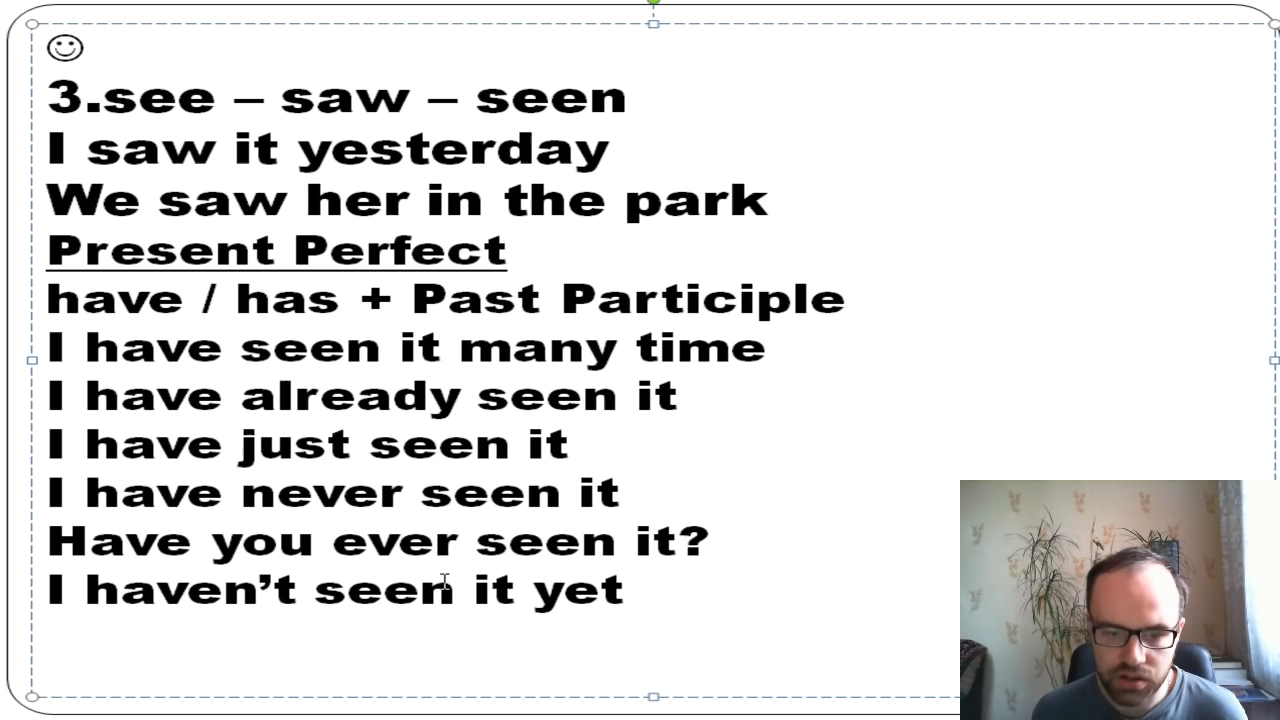 3.see – saw – seen
I saw it yesterday
We saw her in the park
Present Perfect
have / has + Past Participle
I have seen it many time
I have already seen it
I have just seen it
I have never seen it
Have you ever seen it?
I haven’t seen it yet